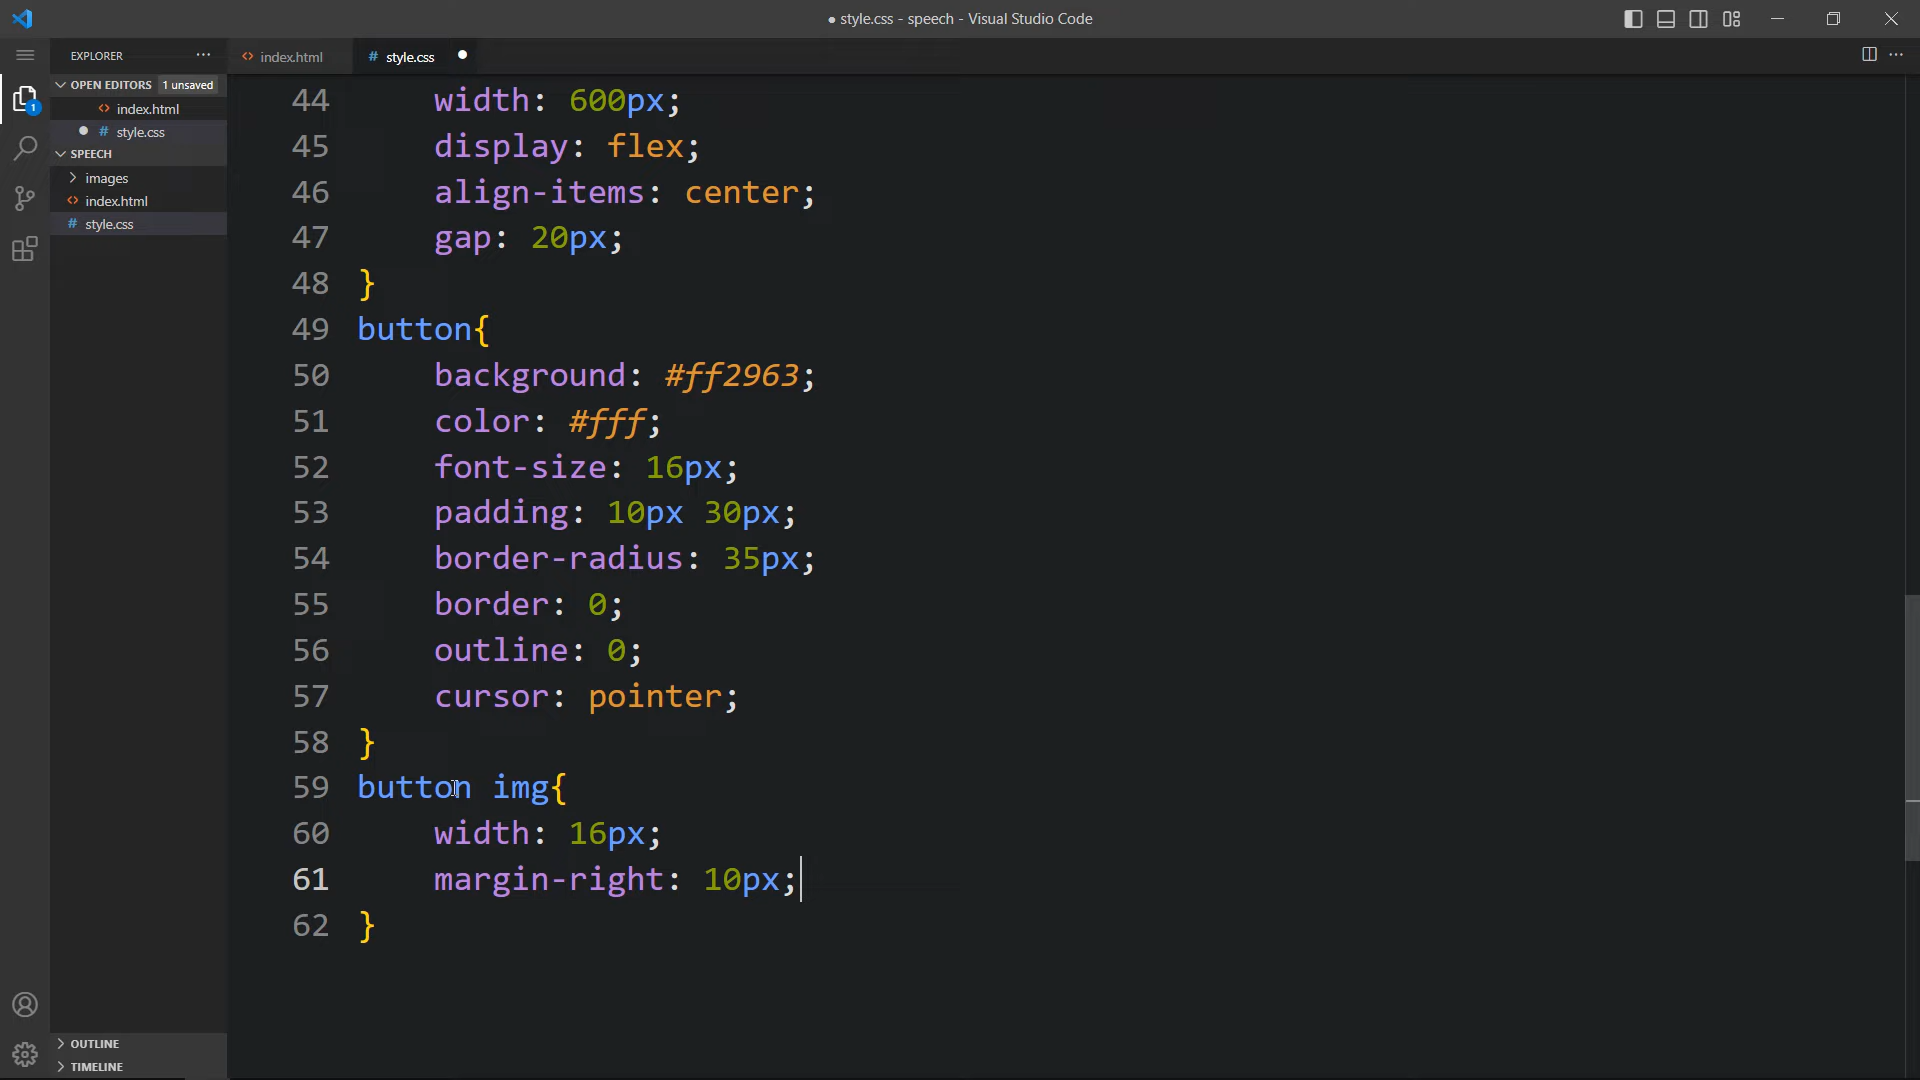 ● style.css - speech - Visual Studio Code
EXPLORER
index.html
# style.css
OPEN EDITORS 1 unsaved
index.html
# style.css
SPEECH
images
index.html
# style.css
1
44 width: 600px;
45 display: flex;
46 align-items: center;
47 gap: 20px;
48 }
49 button{
50 background: #ff2963;
51 color: #fff;
52 font-size: 16px;
53 padding: 10px 30px;
54 border-radius: 35px;
55 border: 0;
56 outline: 0;
57 cursor: pointer;
58 }
59 button img{
60 width: 16px;
61 margin-right: 10px;
62 }
OUTLINE
TIMELINE